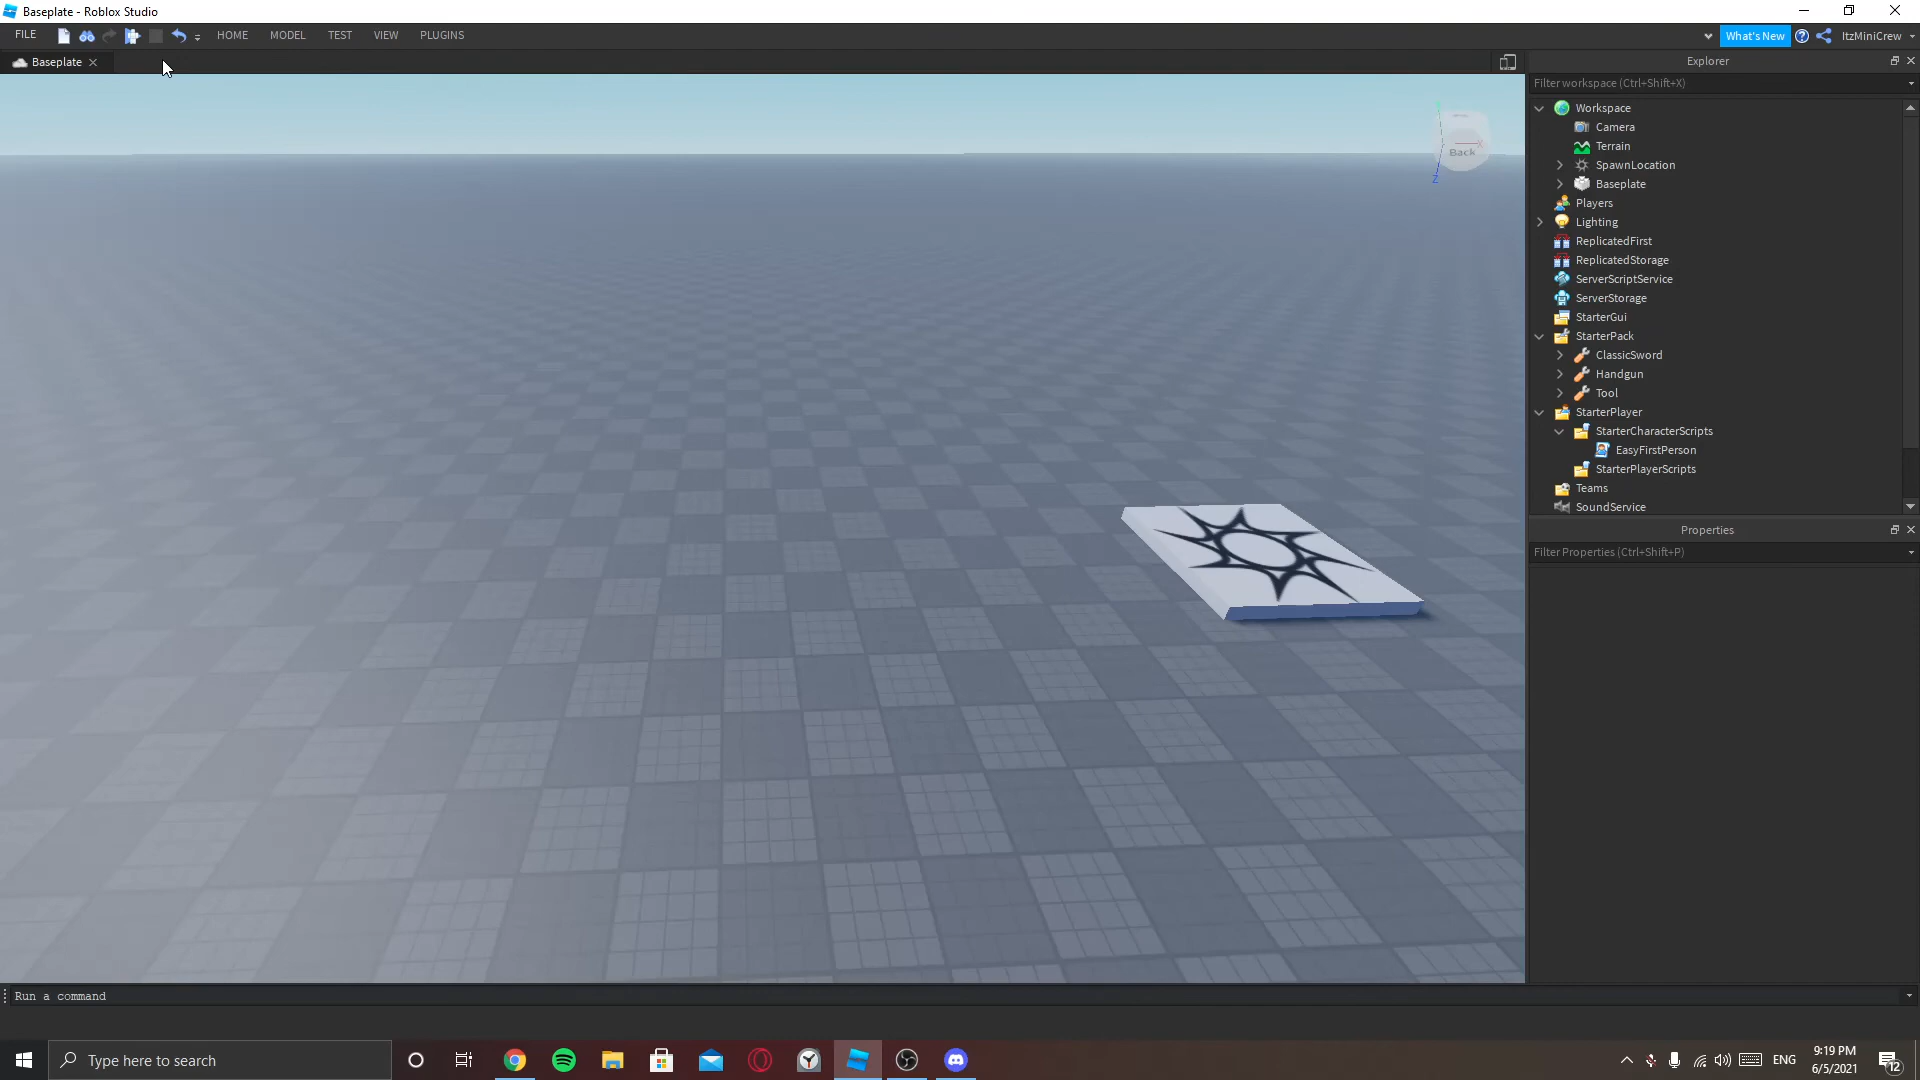 Baseplate - Roblox Studio
FILE HOME MODEL TEST VIEW PLUGINS What's New ItzMiniCrew
Baseplate
Back
Z
Explorer
Filter workspace (Ctrl+Shift+X)
Workspace
Camera
Terrain
SpawnLocation
Baseplate
Players
Lighting
ReplicatedFirst
ReplicatedStorage
ServerScriptService
ServerStorage
StarterGui
StarterPack
ClassicSword
Handgun
Tool
StarterPlayer
StarterCharacterScripts
EasyFirstPerson
StarterPlayerScripts
Teams
SoundService
Properties
Filter Properties (Ctrl+Shift+P)
Run a command
Type here to search
ENG
9:19 PM
6/5/2021
12